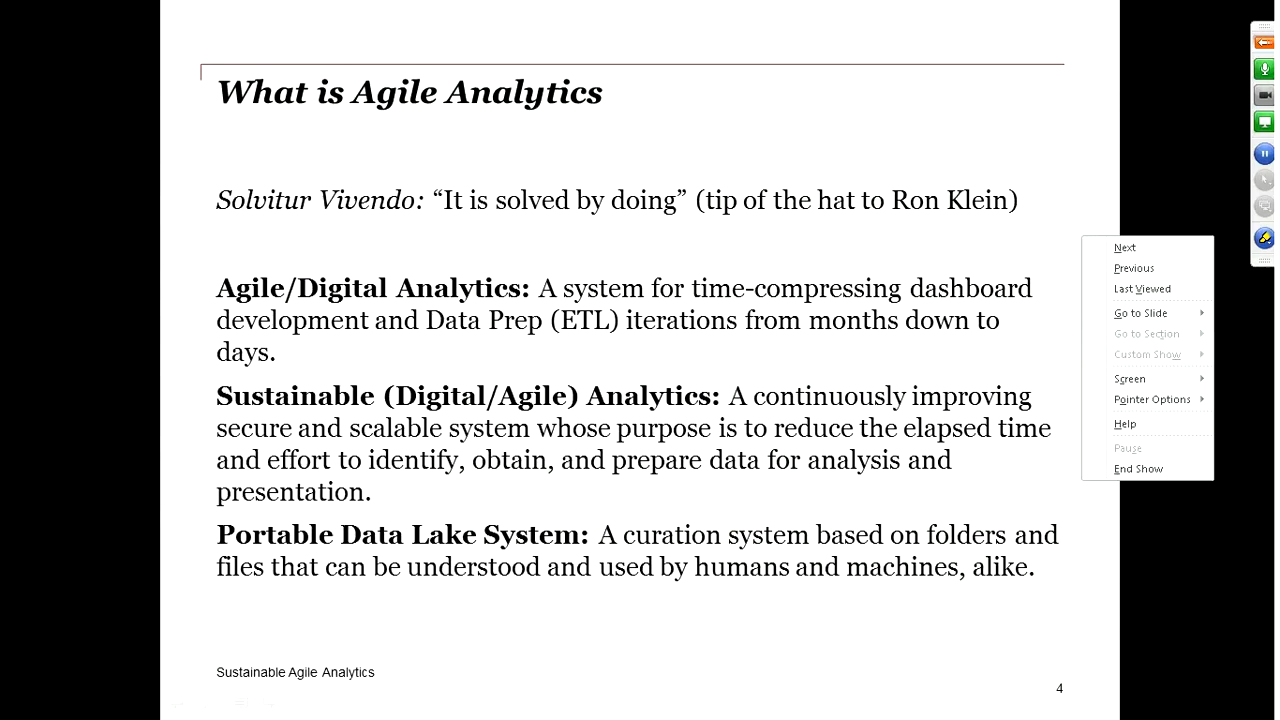 What is Agile Analytics
Solvitur Vivendo: “It is solved by doing” (tip of the hat to Ron Klein)
Agile/Digital Analytics: A system for time-compressing dashboard
development and Data Prep (ETL) iterations from months down to
days.
Sustainable (Digital/Agile) Analytics: A continuously improving
secure and scalable system whose purpose is to reduce the elapsed time
and effort to identify, obtain, and prepare data for analysis and
presentation.
Portable Data Lake System: A curation system based on folders and
files that can be understood and used by humans and machines, alike.
Sustainable Agile Analytics
4
Next
Previous
Last Viewed
Go to Slide
Go to Section
Custom Show
Screen
Pointer Options
Help
Pause
End Show